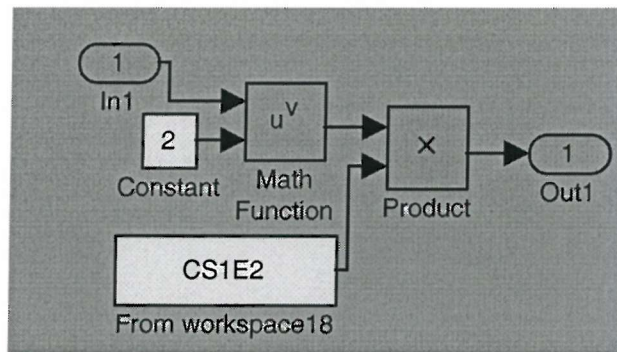 1
In1
2
Constant
u^v
Math
Function
×
Product
1
Out1
CS1E2
From workspace18